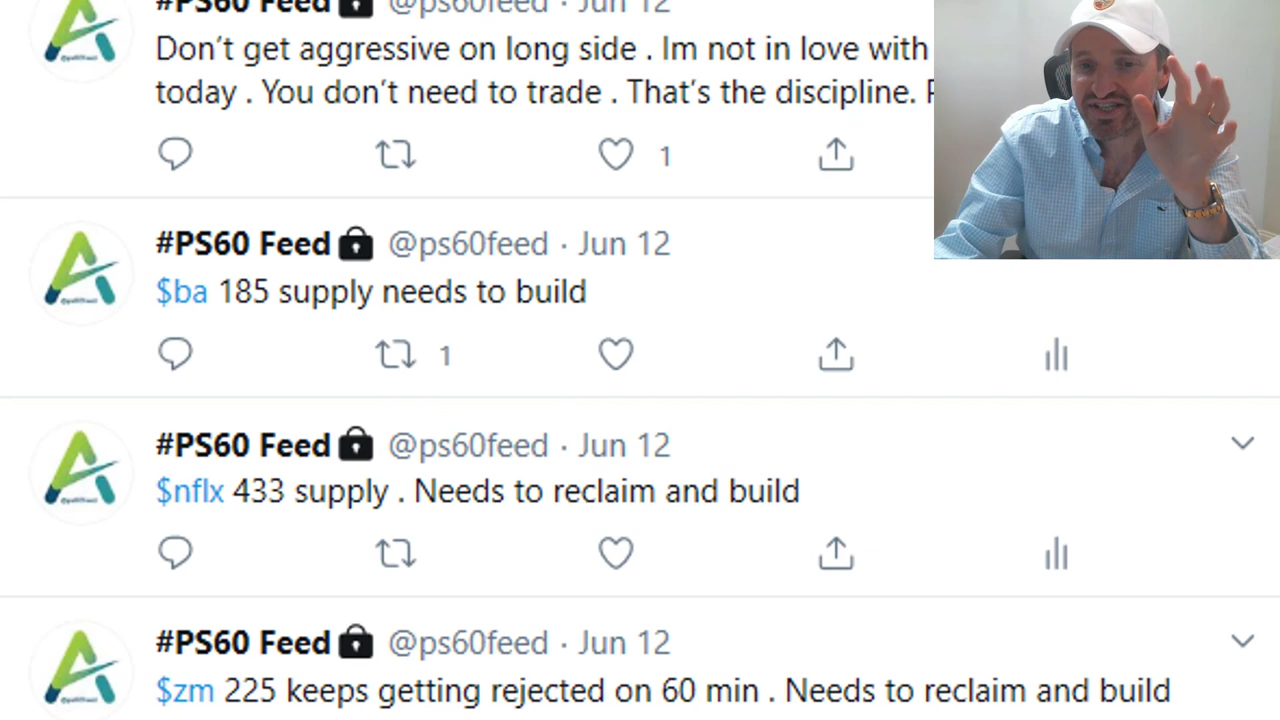 #PS60 Feed @ps60feed · Jun 12
Don't get aggressive on long side . Im not in love with
today . You don't need to trade . That's the discipline.
1
#PS60 Feed @ps60feed · Jun 12
$ba 185 supply needs to build
1
#PS60 Feed @ps60feed · Jun 12
$nflx 433 supply . Needs to reclaim and build
#PS60 Feed @ps60feed · Jun 12
$zm 225 keeps getting rejected on 60 min . Needs to reclaim and build